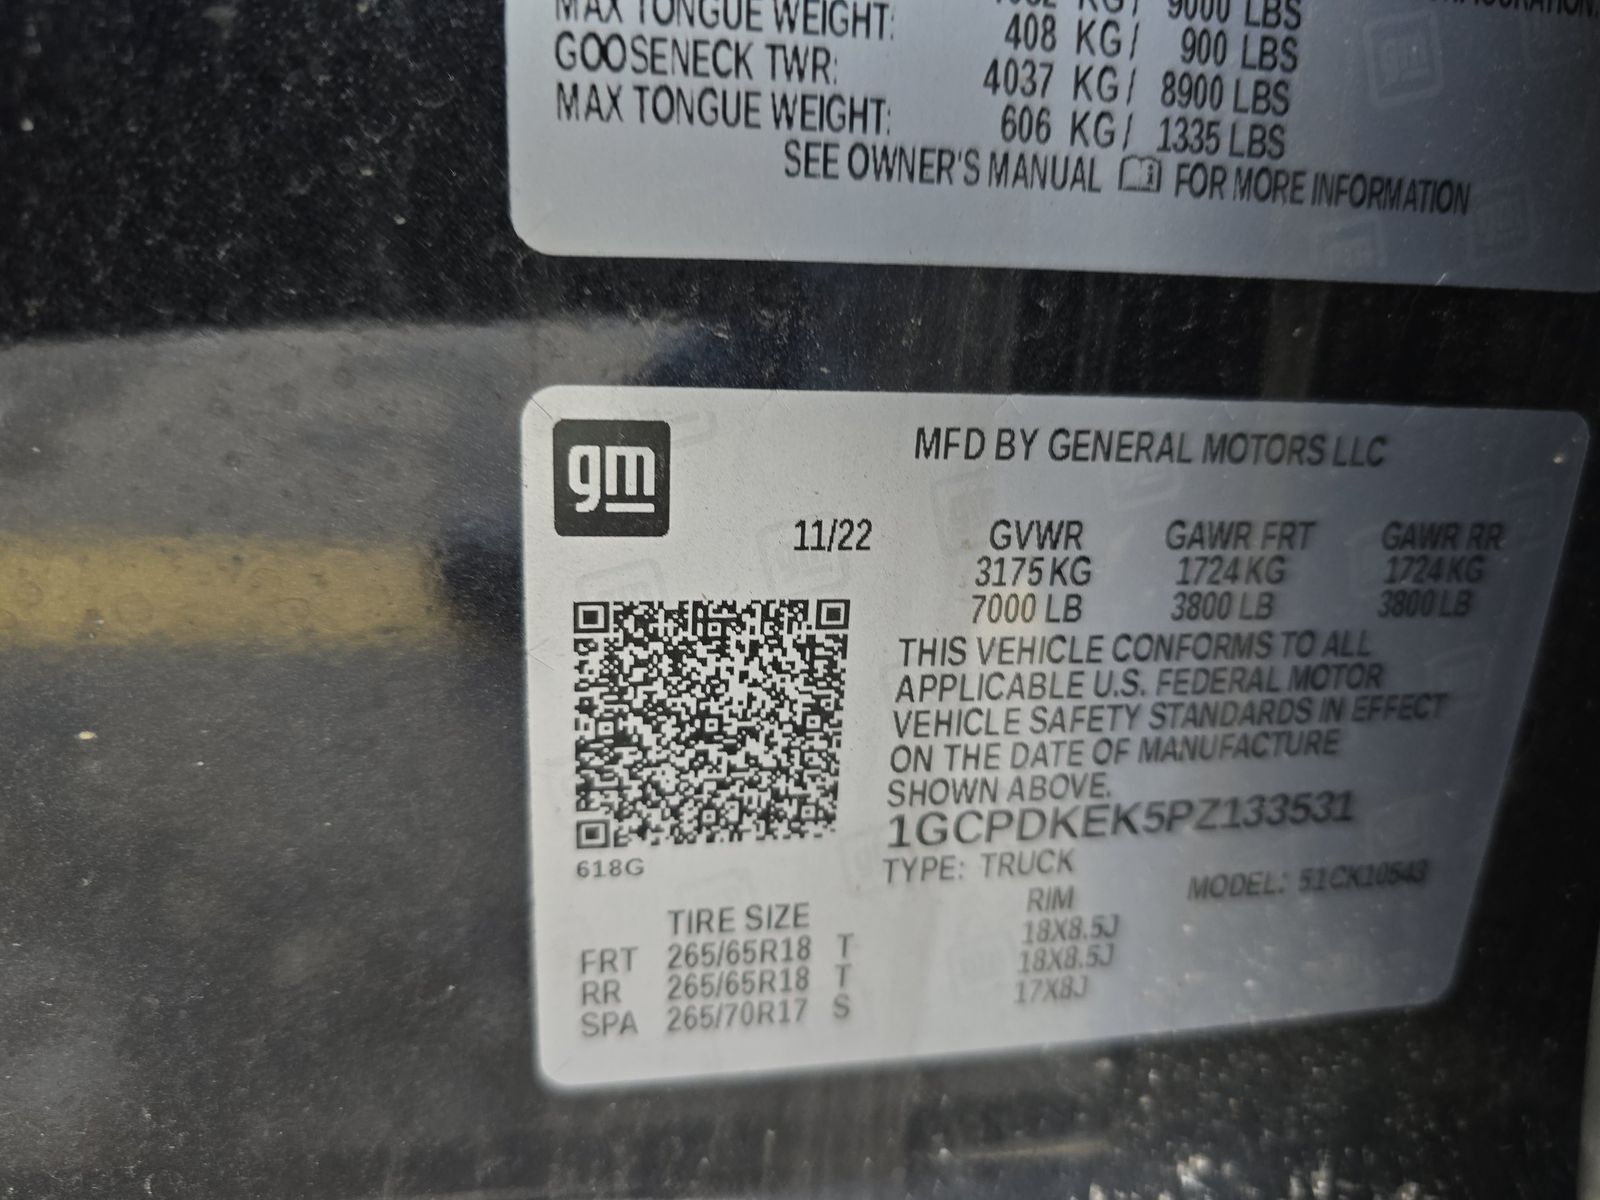 MAX TONGUE WEIGHT: 408 KG/ 900 LBS
GOOSENECK TWR: 4037 KG/ 8900 LBS
MAX TONGUE WEIGHT: 606 KG/ 1335 LBS
SEE OWNER'S MANUAL FOR MORE INFORMATION
gm
MFD BY GENERAL MOTORS LLC
11/22 GVWR GAWR FRT GAWR RR
3175 KG 1724 KG 1724 KG
7000 LB 3800 LB 3800 LB
THIS VEHICLE CONFORMS TO ALL
APPLICABLE U.S. FEDERAL MOTOR
VEHICLE SAFETY STANDARDS IN EFFECT
ON THE DATE OF MANUFACTURE
SHOWN ABOVE.
1GCPDKEK5PZ133531
618G
TYPE: TRUCK MODEL: 51CK10543
TIRE SIZE RIM
FRT 265/65R18 T 18X8.5J
RR 265/65R18 T 18X8.5J
SPA 265/70R17 S 17X8J